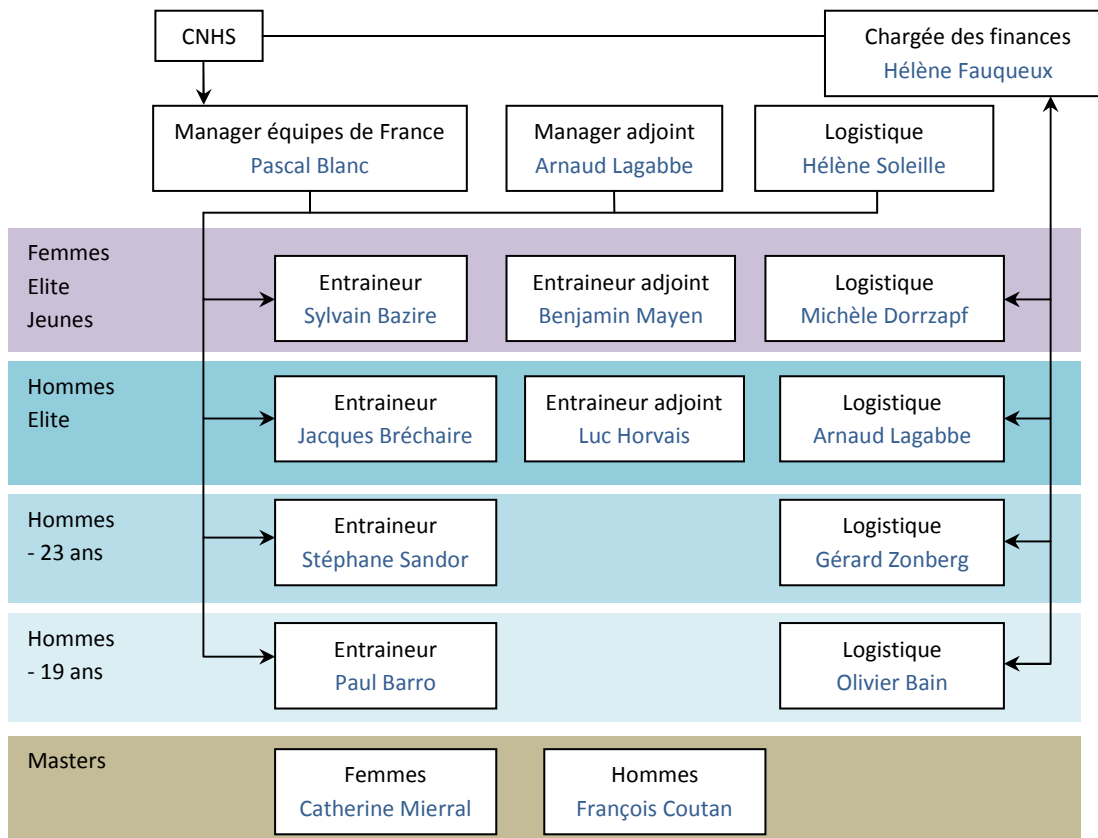 CNHS
Chargée des finances
Hélène Fauqueux
Manager équipes de France
Pascal Blanc
Manager adjoint
Arnaud Lagabbe
Logistique
Hélène Soleille
Femmes
Elite
Jeunes
Entraineur
Sylvain Bazire
Entraineur adjoint
Benjamin Mayen
Logistique
Michèle Dorrzapf
Hommes
Elite
Entraineur
Jacques Bréchaire
Entraineur adjoint
Luc Horvais
Logistique
Arnaud Lagabbe
Hommes
- 23 ans
Entraineur
Stéphane Sandor
Logistique
Gérard Zonberg
Hommes
- 19 ans
Entraineur
Paul Barro
Logistique
Olivier Bain
Masters
Femmes
Catherine Mierral
Hommes
François Coutan